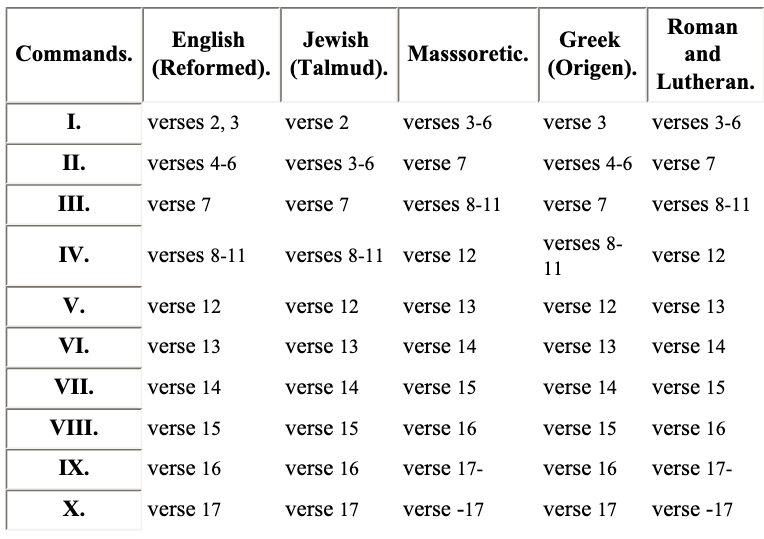 Commands. English (Reformed). Jewish (Talmud). Masssoretic. Greek (Origen). Roman and Lutheran.
I. verses 2, 3 verse 2 verses 3-6 verse 3 verses 3-6
II. verses 4-6 verses 3-6 verse 7 verses 4-6 verse 7
III. verse 7 verse 7 verses 8-11 verse 7 verses 8-11
IV. verses 8-11 verses 8-11 verse 12 verses 8-11 verse 12
V. verse 12 verse 12 verse 13 verse 12 verse 13
VI. verse 13 verse 13 verse 14 verse 13 verse 14
VII. verse 14 verse 14 verse 15 verse 14 verse 15
VIII. verse 15 verse 15 verse 16 verse 15 verse 16
IX. verse 16 verse 16 verse 17- verse 16 verse 17-
X. verse 17 verse 17 verse -17 verse 17 verse -17